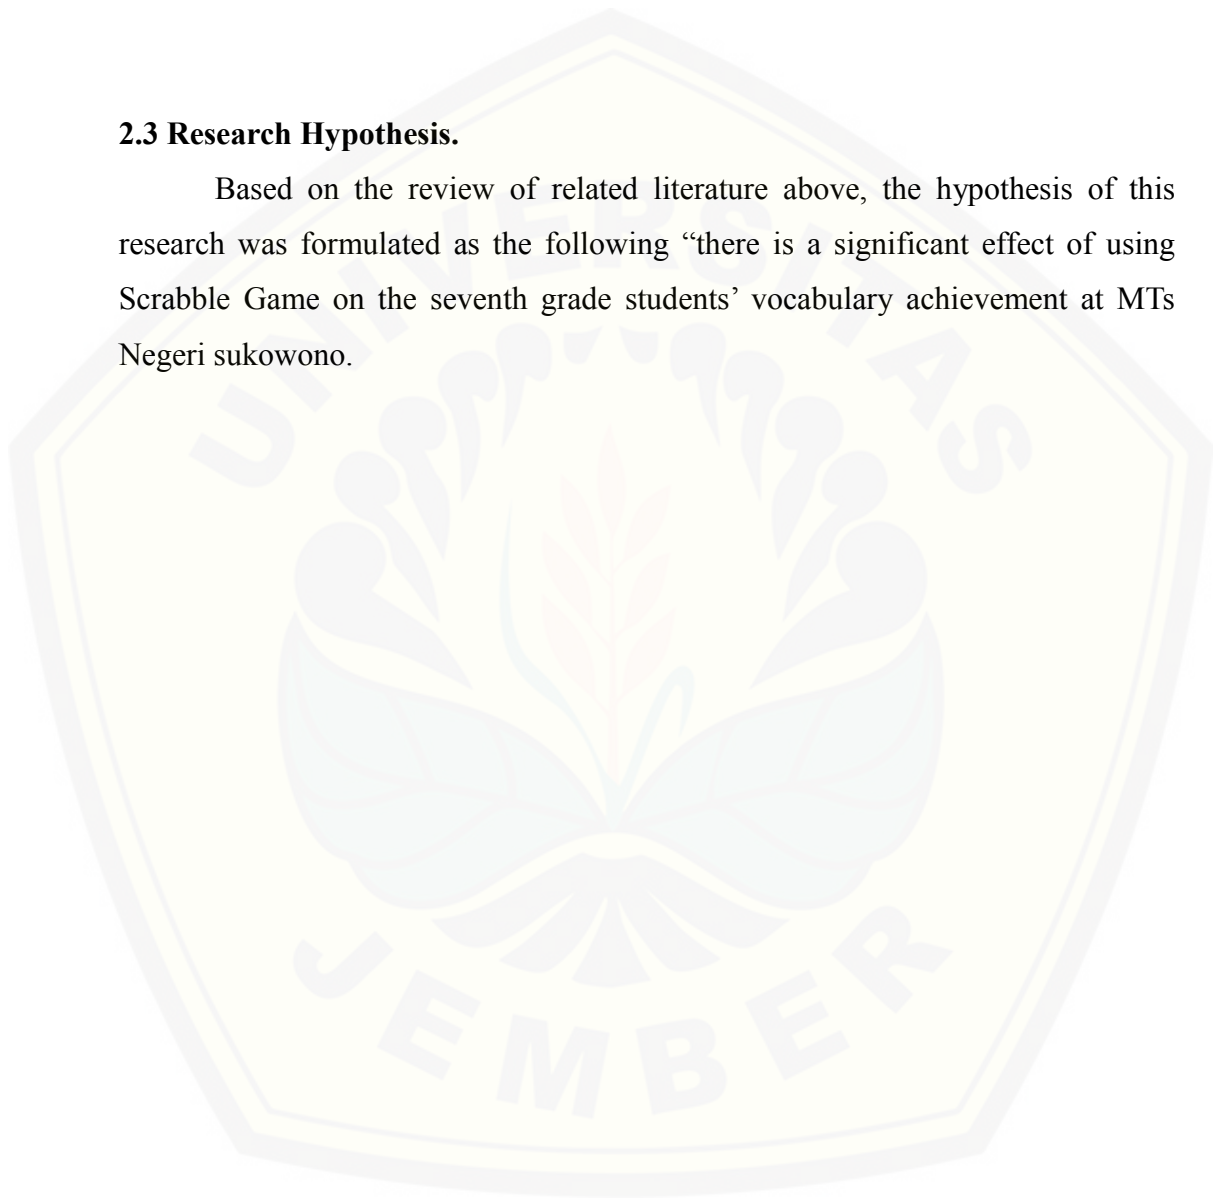 2.3 Research Hypothesis.
Based on the review of related literature above, the hypothesis of this
research was formulated as the following “there is a significant effect of using
Scrabble Game on the seventh grade students’ vocabulary achievement at MTs
Negeri sukowono.
UNIVERSITAS
JEMBER